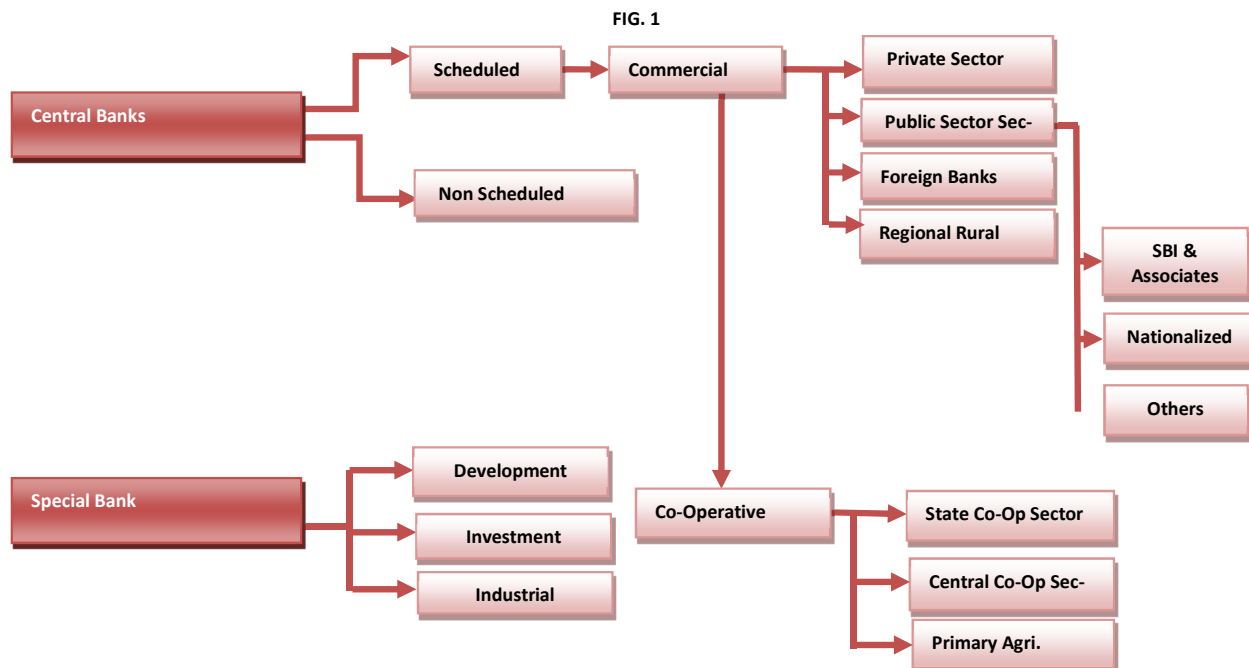 FIG. 1
Central Banks
Scheduled
Commercial
Private Sector
Public Sector Sec-
Foreign Banks
Regional Rural
Non Scheduled
SBI &
Associates
Nationalized
Others
Special Bank
Development
Investment
Industrial
Co-Operative
State Co-Op Sector
Central Co-Op Sec-
Primary Agri.